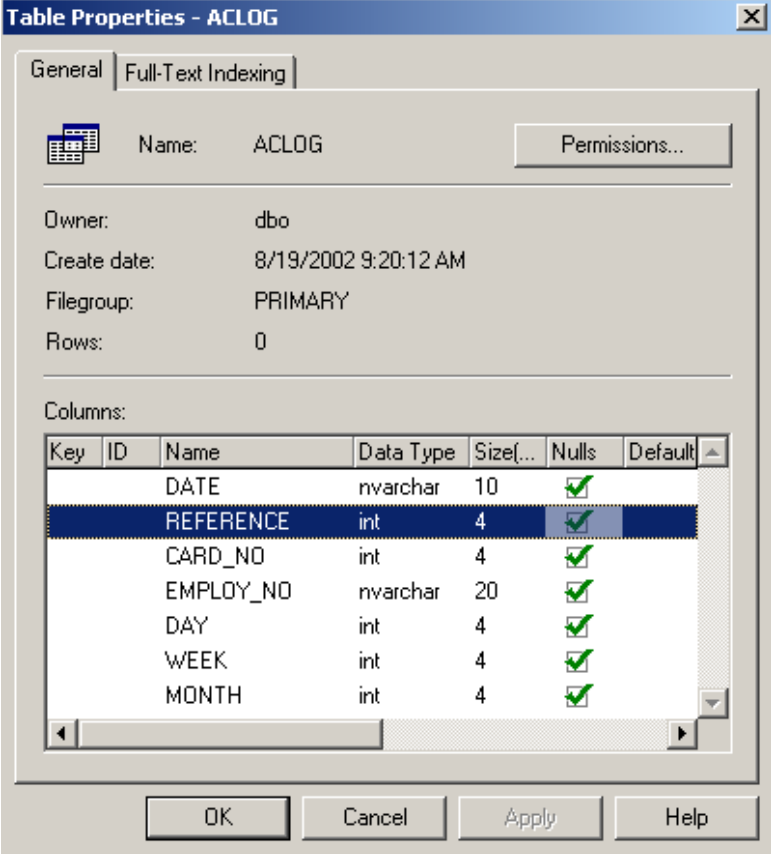 Table Properties - ACLOG
General Full-Text Indexing
Name: ACLOG Permissions...
Owner: dbo
Create date: 8/19/2002 9:20:12 AM
Filegroup: PRIMARY
Rows: 0
Columns:
Key ID Name Data Type Size(... Nulls Default
DATE nvarchar 10
REFERENCE int 4
CARD_NO int 4
EMPLOY_NO nvarchar 20
DAY int 4
WEEK int 4
MONTH int 4
OK Cancel Apply Help